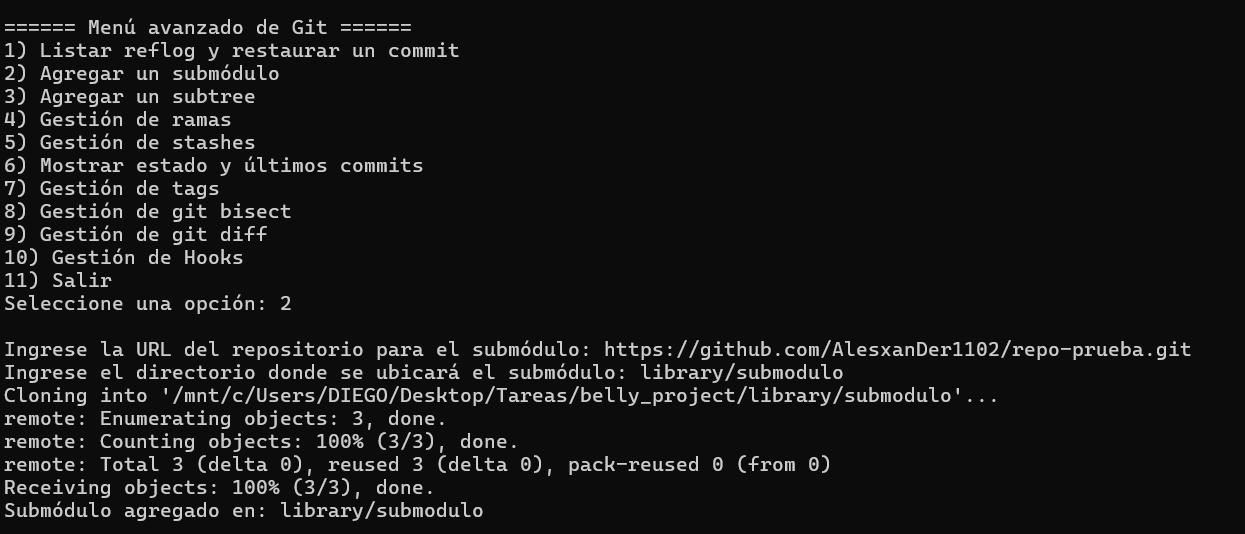 ====== Menú avanzado de Git ======
1) Listar reflog y restaurar un commit
2) Agregar un submódulo
3) Agregar un subtree
4) Gestión de ramas
5) Gestión de stashes
6) Mostrar estado y últimos commits
7) Gestión de tags
8) Gestión de git bisect
9) Gestión de git diff
10) Gestión de Hooks
11) Salir
Seleccione una opción: 2
Ingrese la URL del repositorio para el submódulo: https://github.com/AlesxanDer1102/repo-prueba.git
Ingrese el directorio donde se ubicará el submódulo: library/submodulo
Cloning into '/mnt/c/Users/DIEGO/Desktop/Tareas/belly_project/library/submodulo'...
remote: Enumerating objects: 3, done.
remote: Counting objects: 100% (3/3), done.
remote: Total 3 (delta 0), reused 3 (delta 0), pack-reused 0 (from 0)
Receiving objects: 100% (3/3), done.
Submódulo agregado en: library/submodulo